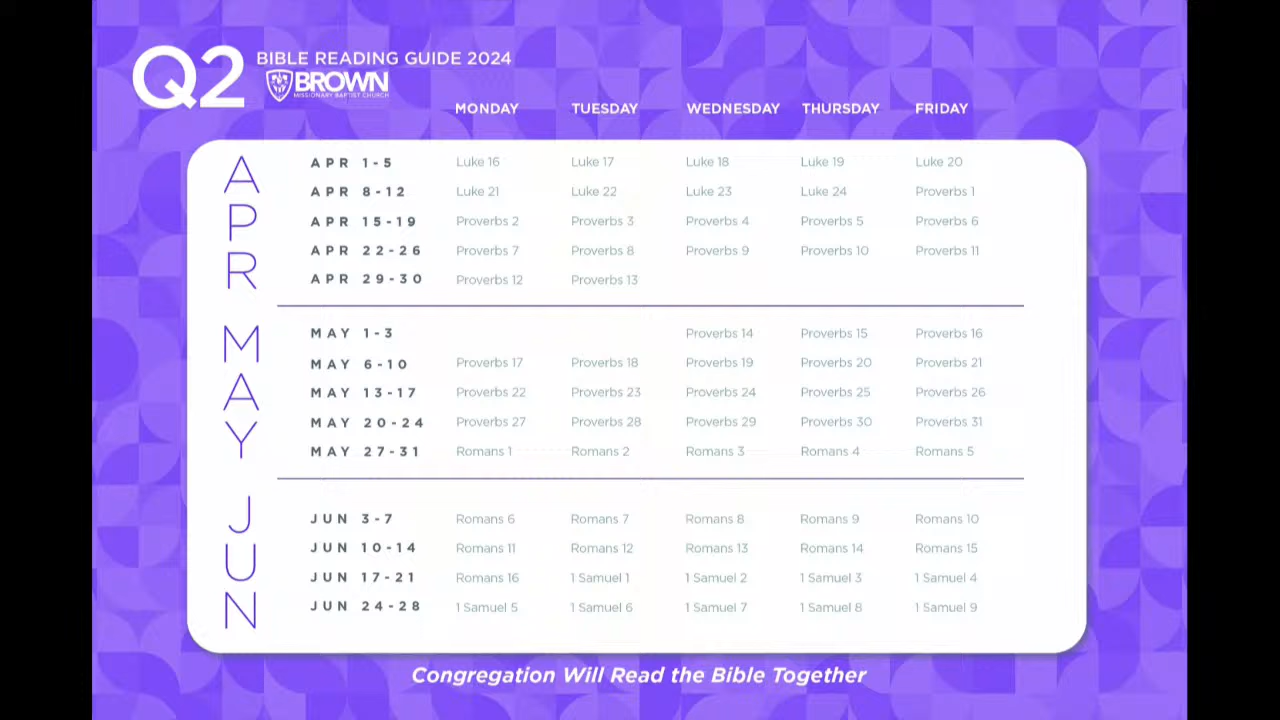 Q2 BIBLE READING GUIDE 2024
BROWN
MISSIONARY BAPTIST CHURCH
MONDAY TUESDAY WEDNESDAY THURSDAY FRIDAY
APR
APR 1-5 Luke 16 Luke 17 Luke 18 Luke 19 Luke 20
APR 8-12 Luke 21 Luke 22 Luke 23 Luke 24 Proverbs 1
APR 15-19 Proverbs 2 Proverbs 3 Proverbs 4 Proverbs 5 Proverbs 6
APR 22-26 Proverbs 7 Proverbs 8 Proverbs 9 Proverbs 10 Proverbs 11
APR 29-30 Proverbs 12 Proverbs 13
MAY
MAY 1-3 Proverbs 14 Proverbs 15 Proverbs 16
MAY 6-10 Proverbs 17 Proverbs 18 Proverbs 19 Proverbs 20 Proverbs 21
MAY 13-17 Proverbs 22 Proverbs 23 Proverbs 24 Proverbs 25 Proverbs 26
MAY 20-24 Proverbs 27 Proverbs 28 Proverbs 29 Proverbs 30 Proverbs 31
MAY 27-31 Romans 1 Romans 2 Romans 3 Romans 4 Romans 5
JUN
JUN 3-7 Romans 6 Romans 7 Romans 8 Romans 9 Romans 10
JUN 10-14 Romans 11 Romans 12 Romans 13 Romans 14 Romans 15
JUN 17-21 Romans 16 1 Samuel 1 1 Samuel 2 1 Samuel 3 1 Samuel 4
JUN 24-28 1 Samuel 5 1 Samuel 6 1 Samuel 7 1 Samuel 8 1 Samuel 9
Congregation Will Read the Bible Together